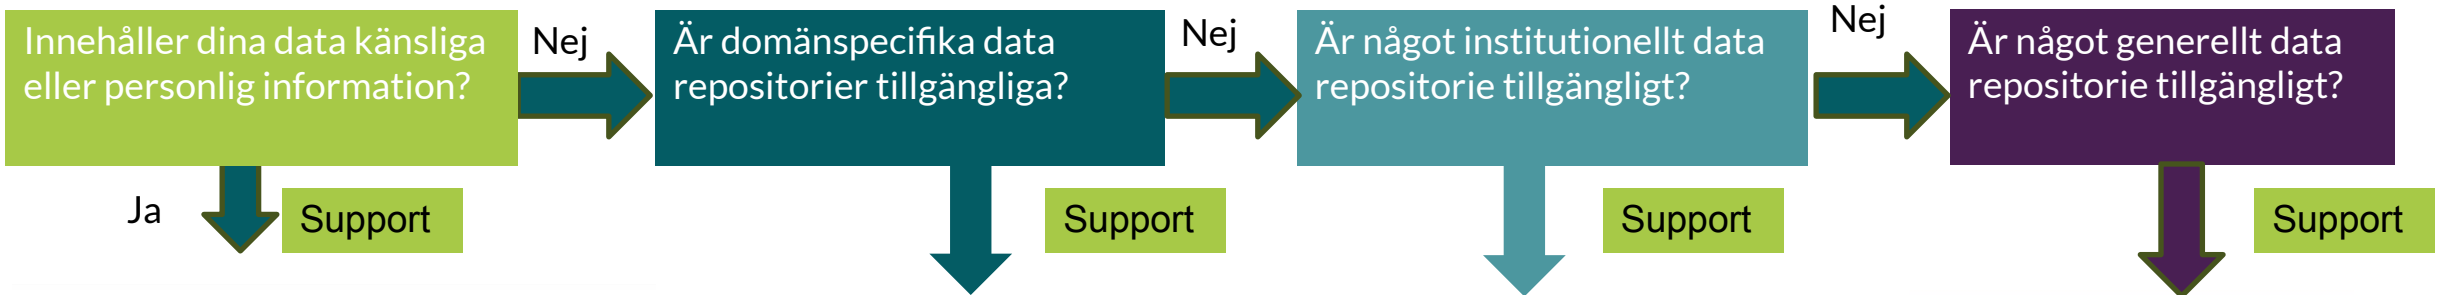 Innehåller dina data känsliga
eller personlig information?
Nej
Är domänspecifika data
repositorier tillgängliga?
Nej
Är något institutionellt data
repositorie tillgängligt?
Nej
Är något generellt data
repositorie tillgängligt?
Ja
Support
Support
Support
Support